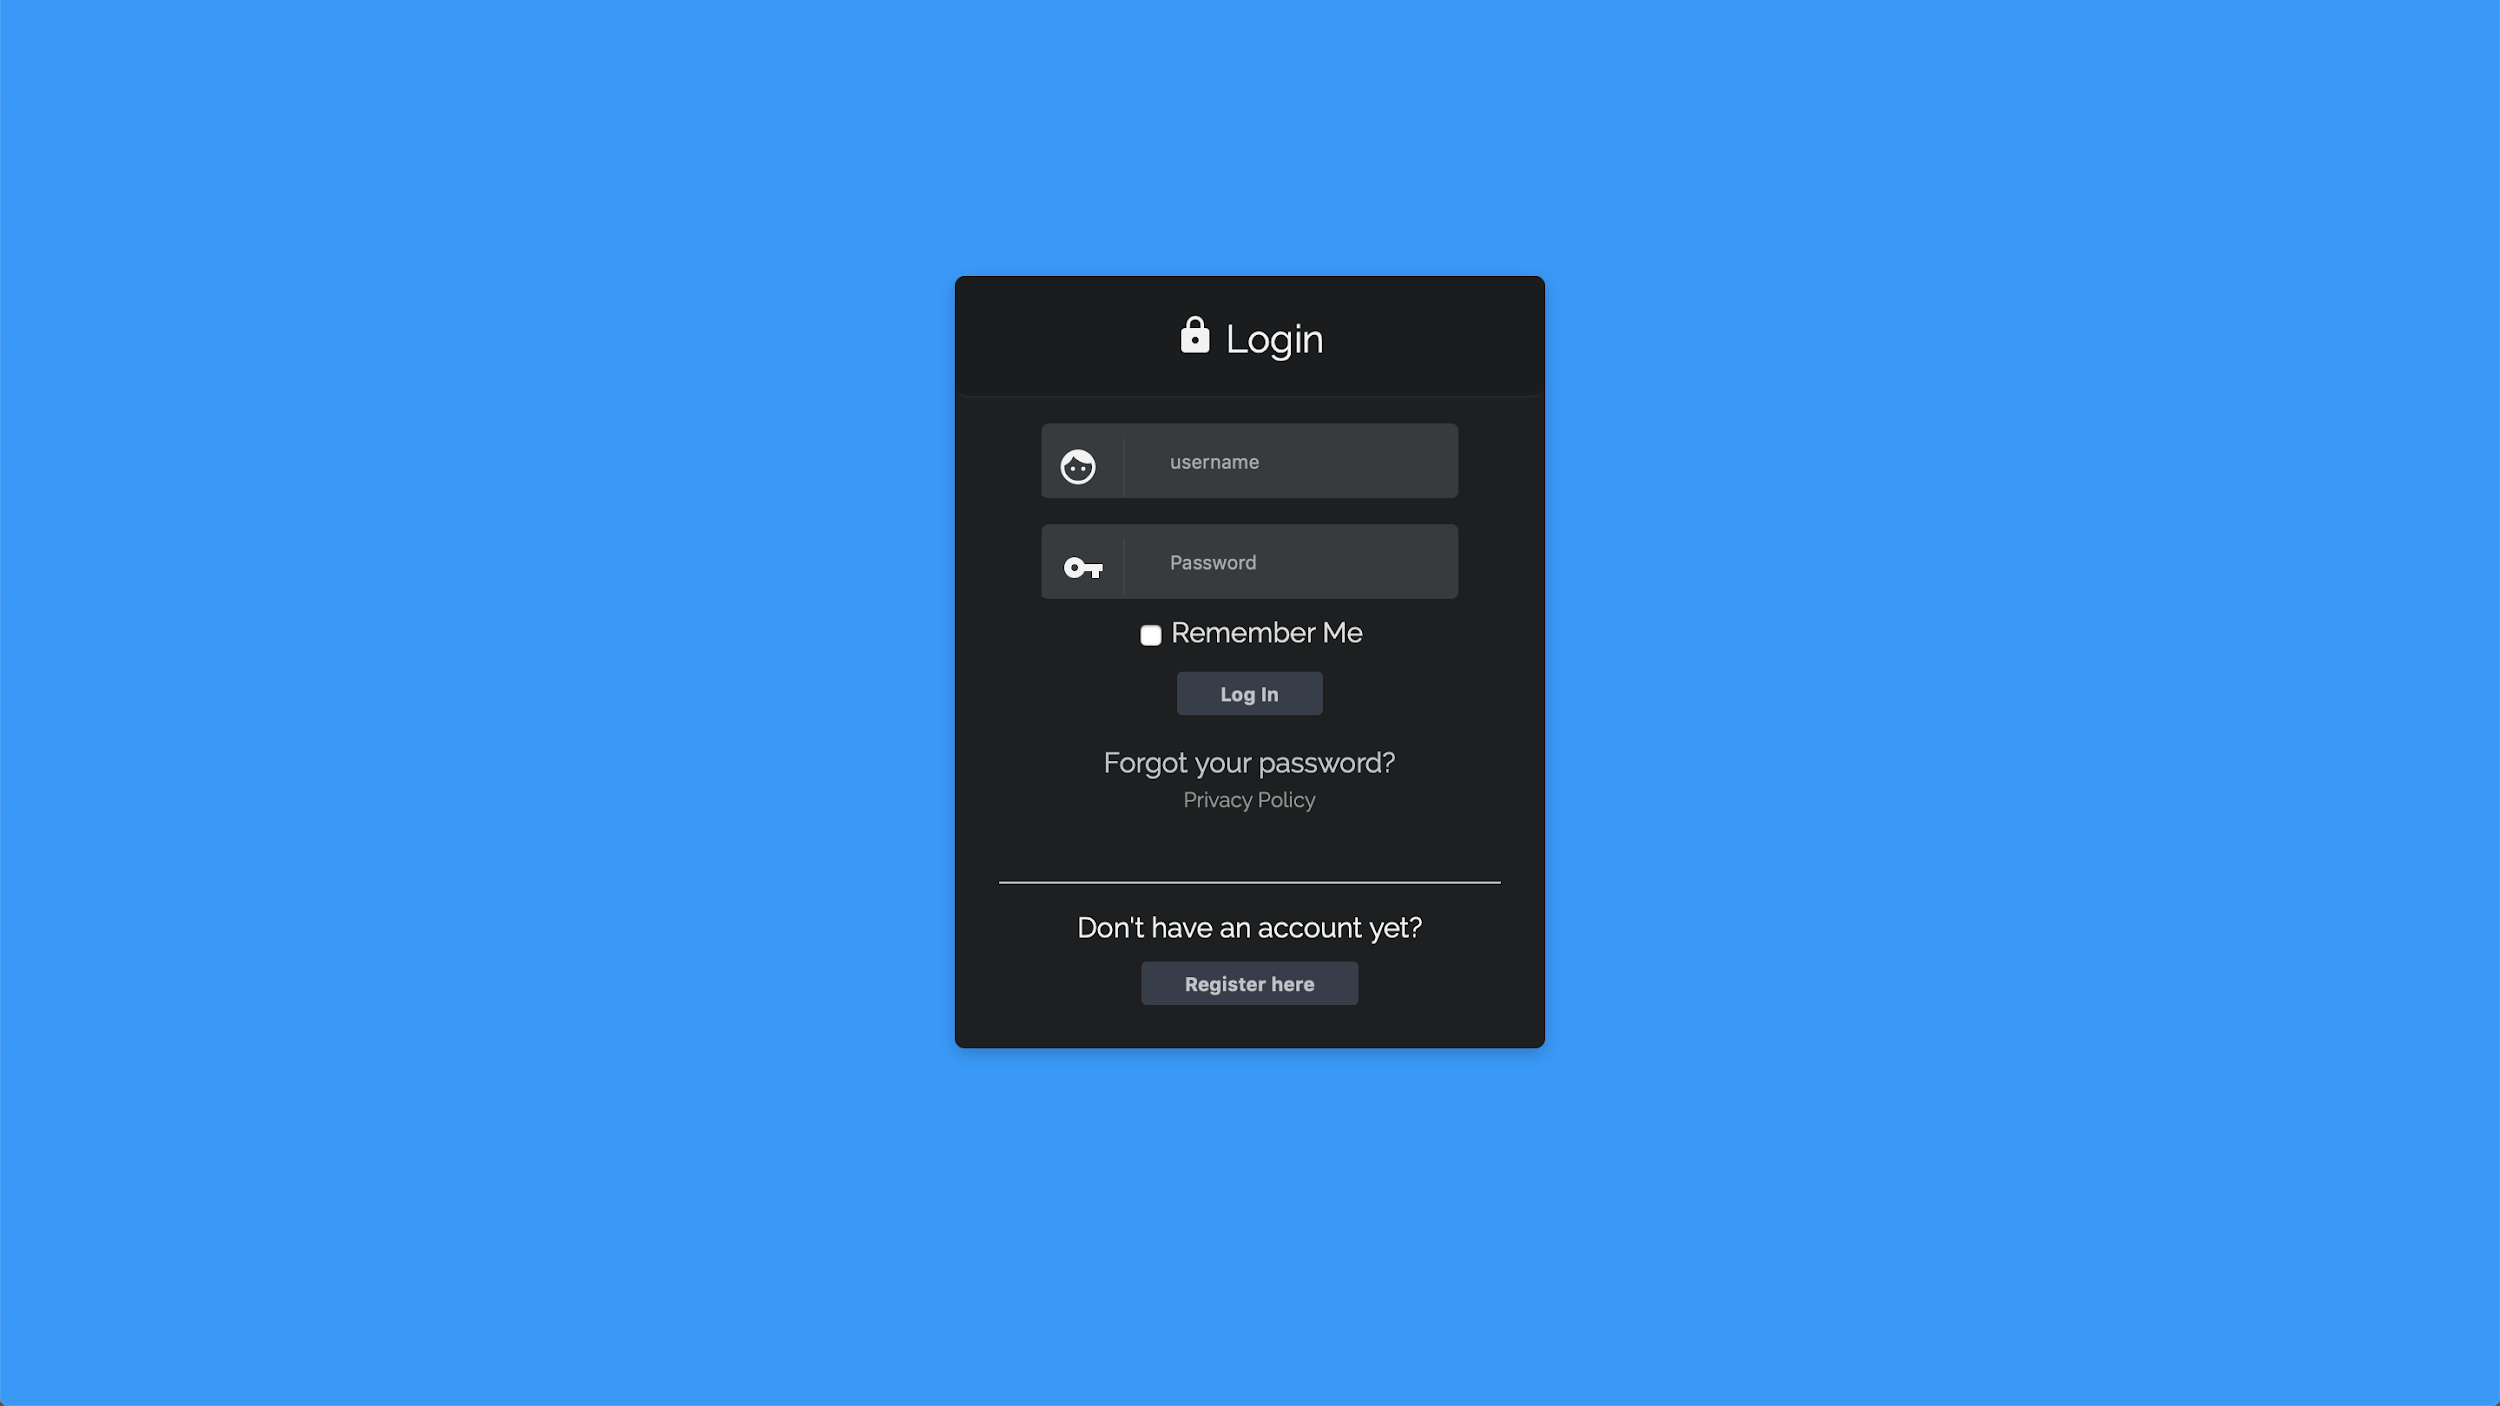 Login
username
Password
Remember Me
Log In
Forgot your password?
Privacy Policy
Don't have an account yet?
Register here